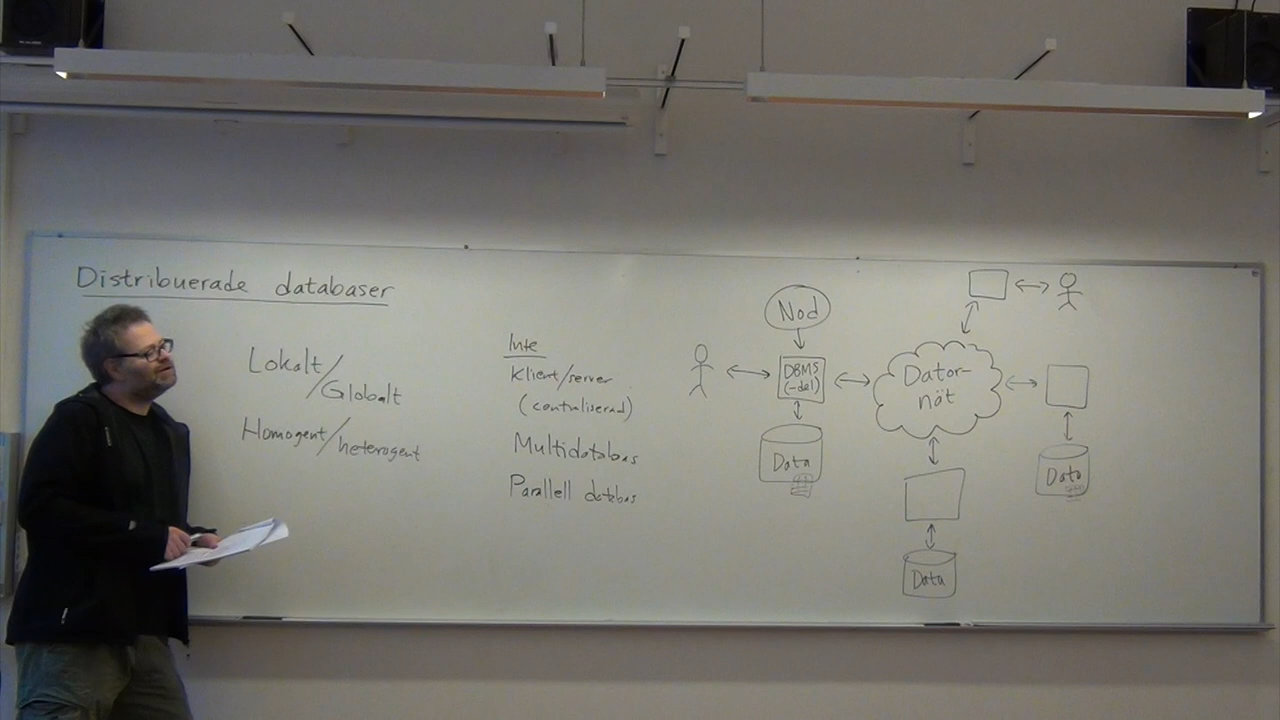 Distribuerade databaser
Lokalt/
Globalt
Homogent/heterogent
Inte
Klient/server
(centraliserad)
Multidatabas
Parallell databas
Nod
DBMS
(-del)
Data
Dator-
nät
Data
Data